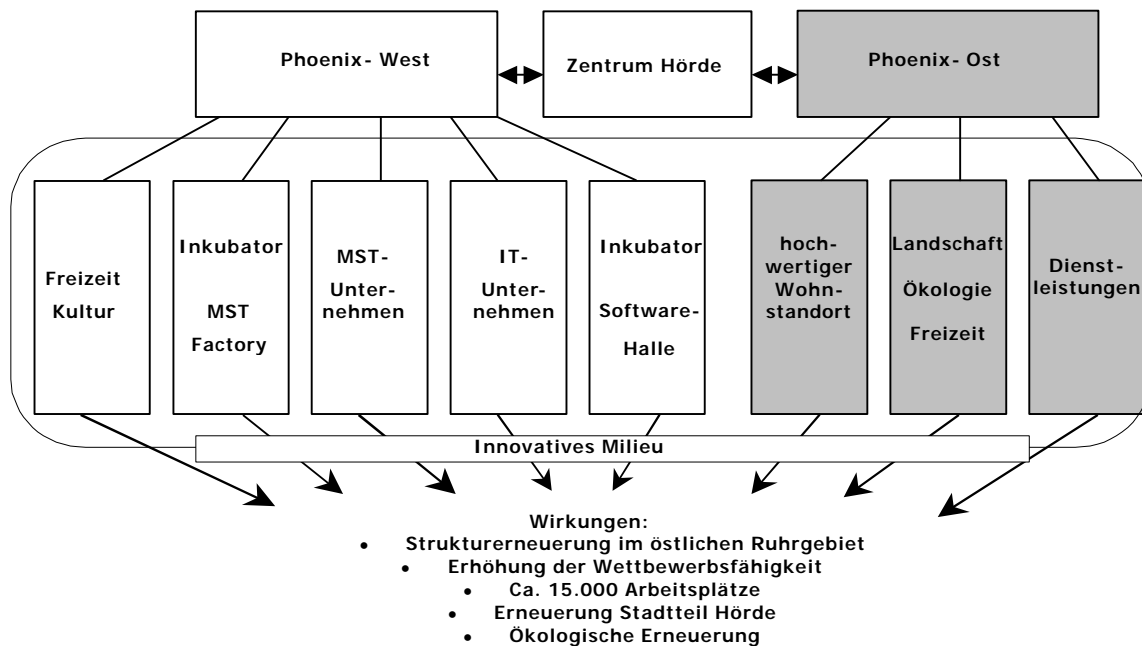 Phoenix- West
Zentrum Hörde
Phoenix- Ost
Freizeit
Kultur
Inkubator
MST
Factory
MST-
Unter-
nehmen
IT-
Unter-
nehmen
Inkubator
Software-
Halle
hoch-
wertiger
Wohn-
standort
Landschaft
Ökologie
Freizeit
Dienst-
leistungen
Innovatives Milieu
Wirkungen:
• Strukturerneuerung im östlichen Ruhrgebiet
• Erhöhung der Wettbewerbsfähigkeit
• Ca. 15.000 Arbeitsplätze
• Erneuerung Stadtteil Hörde
• Ökologische Erneuerung